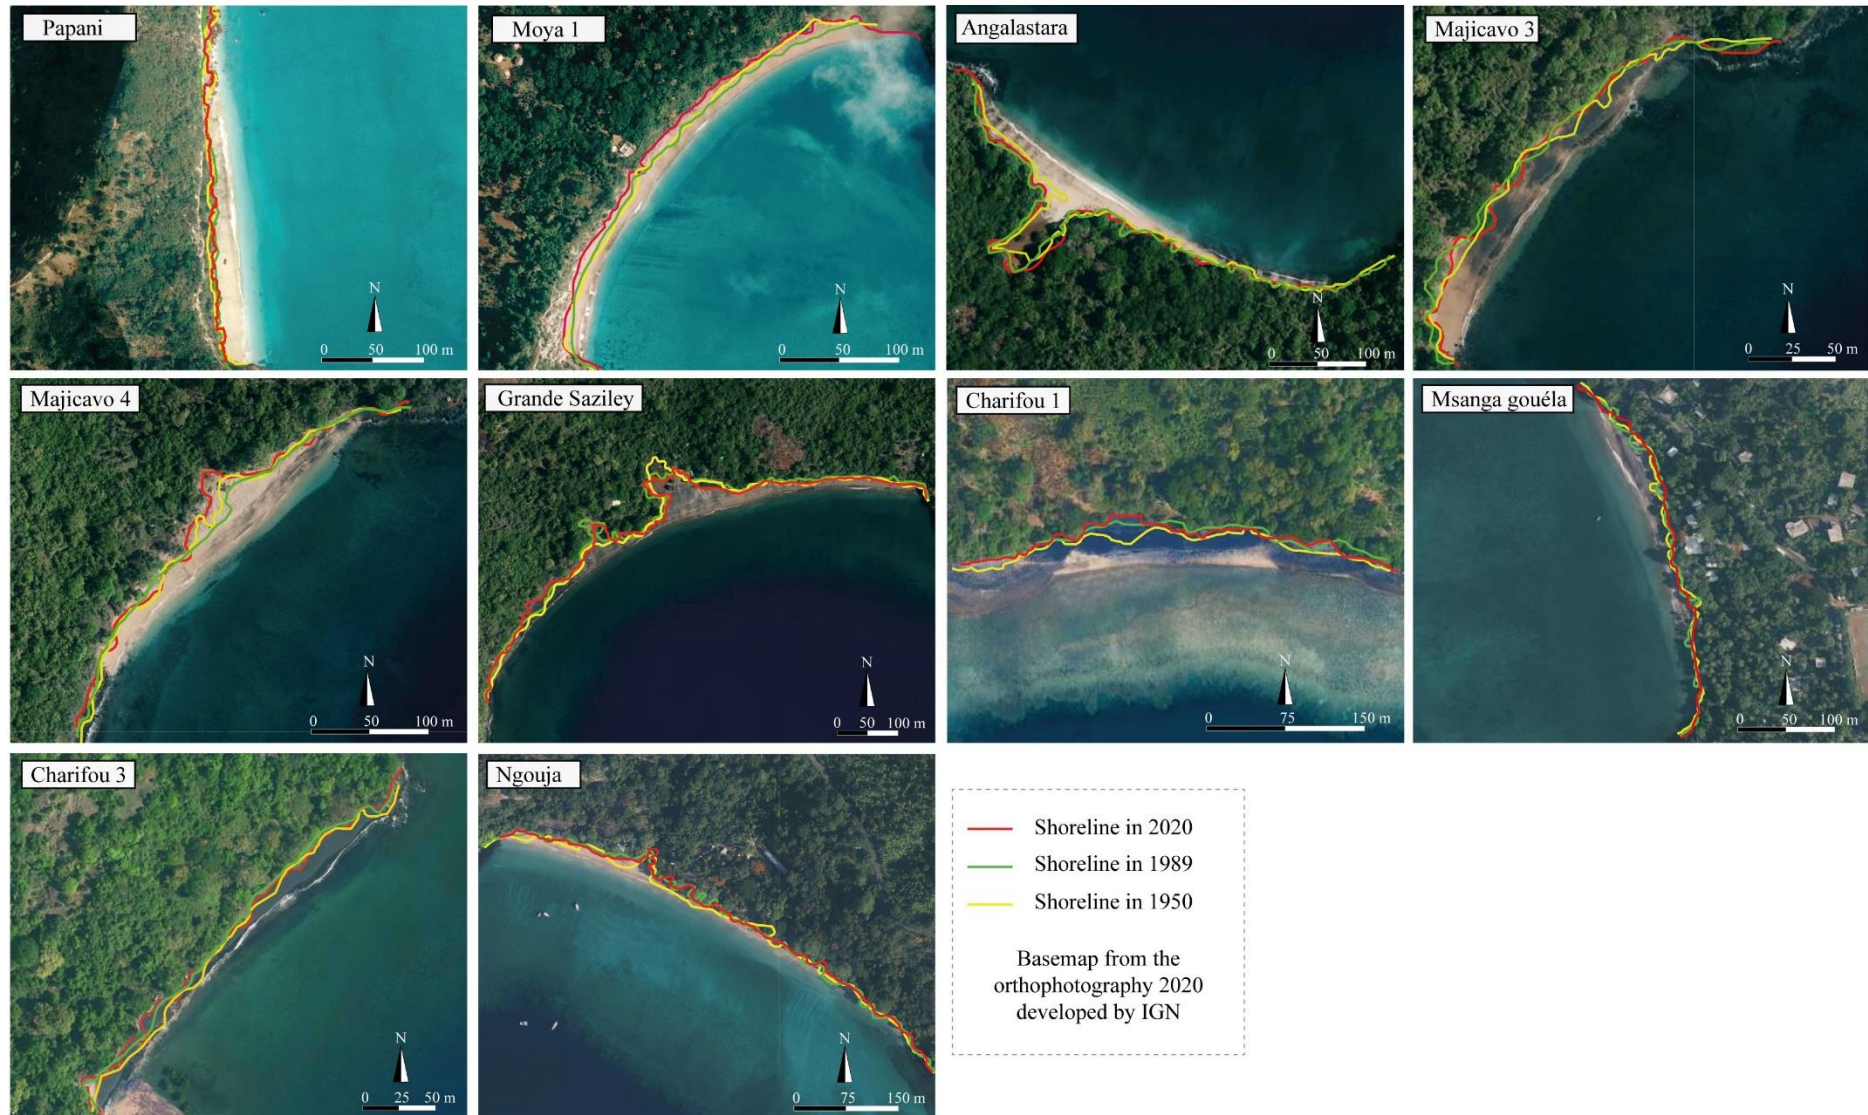 Papani
N
0 50 100 m
Moya 1
N
0 50 100 m
Angalastara
N
0 50 100 m
Majicavo 3
N
0 25 50 m
Majicavo 4
N
0 50 100 m
Grande Saziley
N
0 50 100 m
Charifou 1
N
0 75 150 m
Msanga gouéla
N
0 50 100 m
Charifou 3
N
0 25 50 m
Ngouja
N
0 75 150 m
Shoreline in 2020
Shoreline in 1989
Shoreline in 1950
Basemap from the
orthophotography 2020
developed by IGN